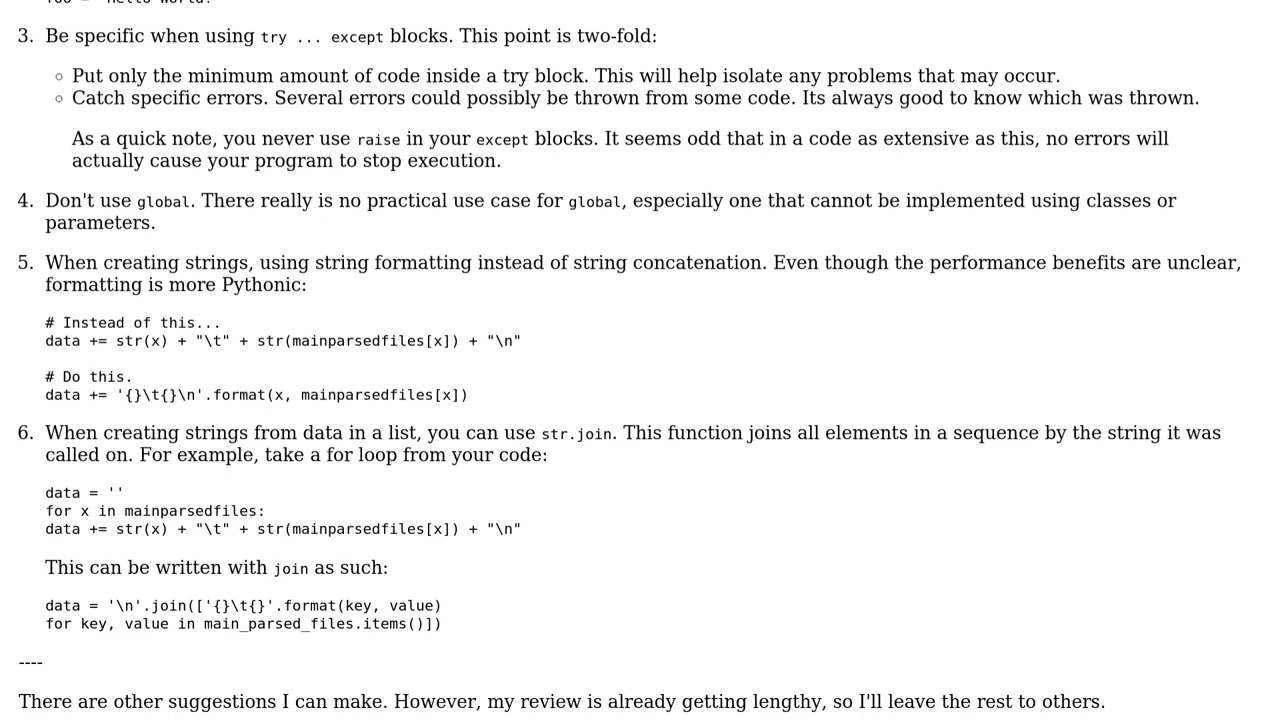 foo = 'Hello World!'
3. Be specific when using try ... except blocks. This point is two-fold:
◦ Put only the minimum amount of code inside a try block. This will help isolate any problems that may occur.
◦ Catch specific errors. Several errors could possibly be thrown from some code. Its always good to know which was thrown.
As a quick note, you never use raise in your except blocks. It seems odd that in a code as extensive as this, no errors will
actually cause your program to stop execution.
4. Don't use global. There really is no practical use case for global, especially one that cannot be implemented using classes or
parameters.
5. When creating strings, using string formatting instead of string concatenation. Even though the performance benefits are unclear,
formatting is more Pythonic:
# Instead of this...
data += str(x) + "\t" + str(mainparsedfiles[x]) + "\n"
# Do this.
data += '{}\t{}\n'.format(x, mainparsedfiles[x])
6. When creating strings from data in a list, you can use str.join. This function joins all elements in a sequence by the string it was
called on. For example, take a for loop from your code:
data = ''
for x in mainparsedfiles:
data += str(x) + "\t" + str(mainparsedfiles[x]) + "\n"
This can be written with join as such:
data = '\n'.join(['{}\t{}'.format(key, value)
for key, value in main_parsed_files.items()])
----
There are other suggestions I can make. However, my review is already getting lengthy, so I'll leave the rest to others.